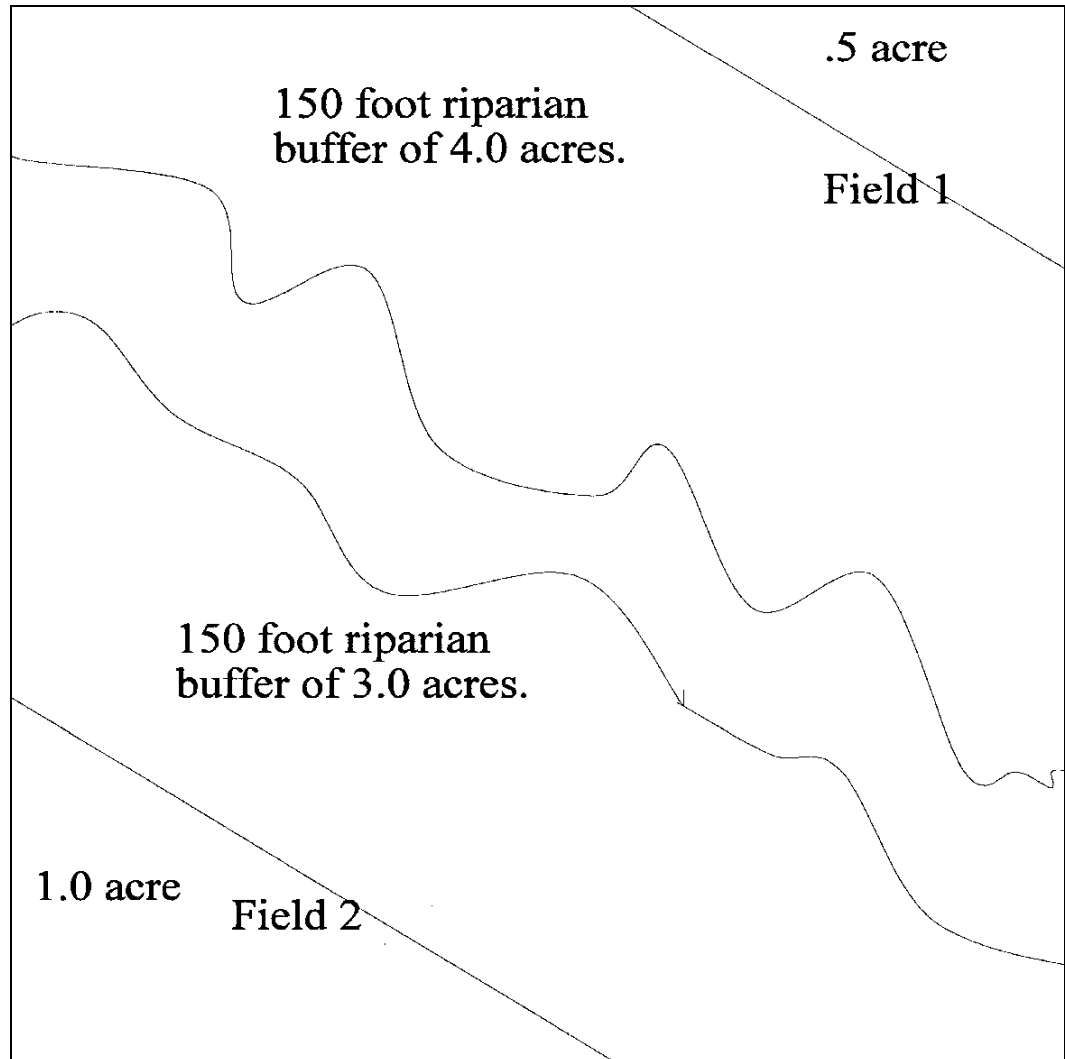 .5 acre
150 foot riparian
buffer of 4.0 acres.
Field 1
150 foot riparian
buffer of 3.0 acres.
1.0 acre
Field 2